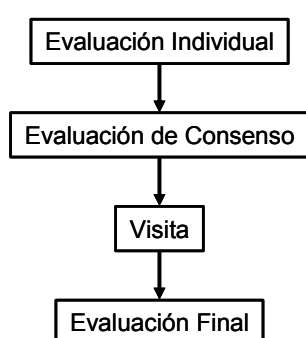 Evaluación Individual
Evaluación de Consenso
Visita
Evaluación Final